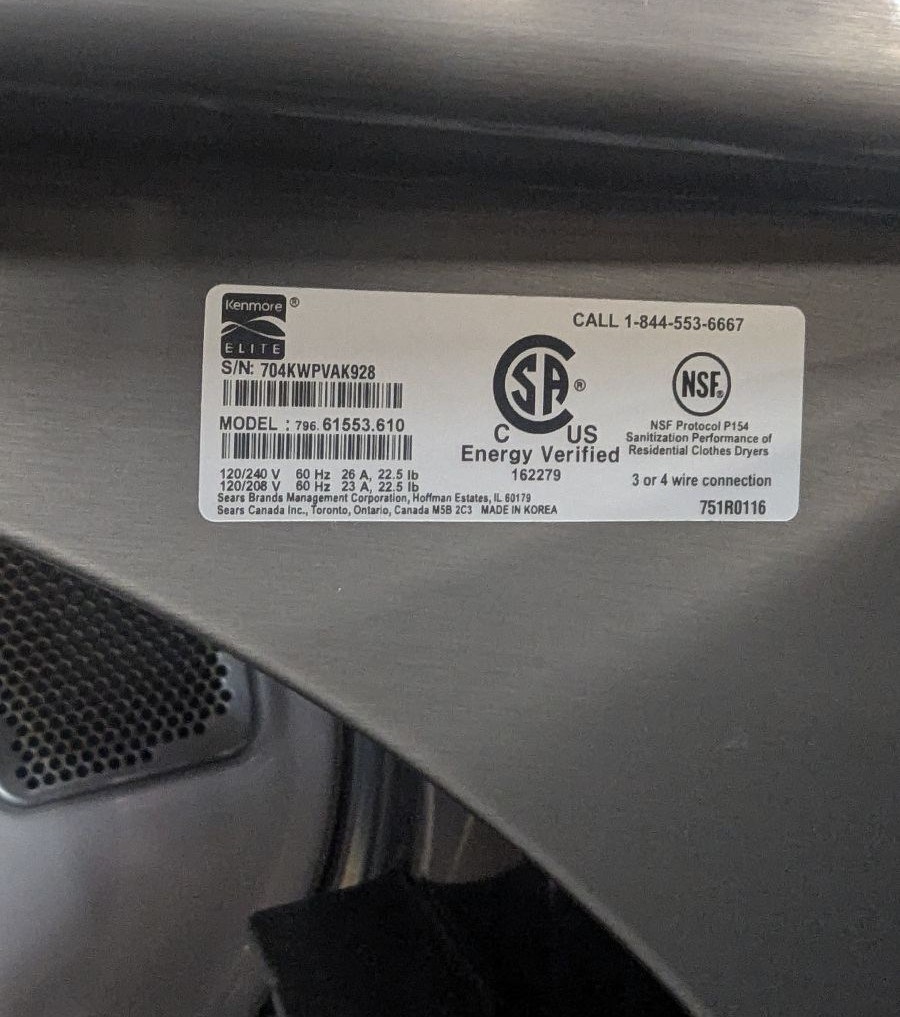 Kenmore ®
ELITE
S/N: 704KWPVAK928
MODEL : 796.61553.610
120/240 V 60 Hz 26 A, 22.5 lb
120/208 V 60 Hz 23 A, 22.5 lb
Sears Brands Management Corporation, Hoffman Estates, IL 60179
Sears Canada Inc., Toronto, Ontario, Canada M5B 2C3 MADE IN KOREA
SA ®
C US
Energy Verified
162279
CALL 1-844-553-6667
NSF®
NSF Protocol P154
Sanitization Performance of
Residential Clothes Dryers
3 or 4 wire connection
751R0116